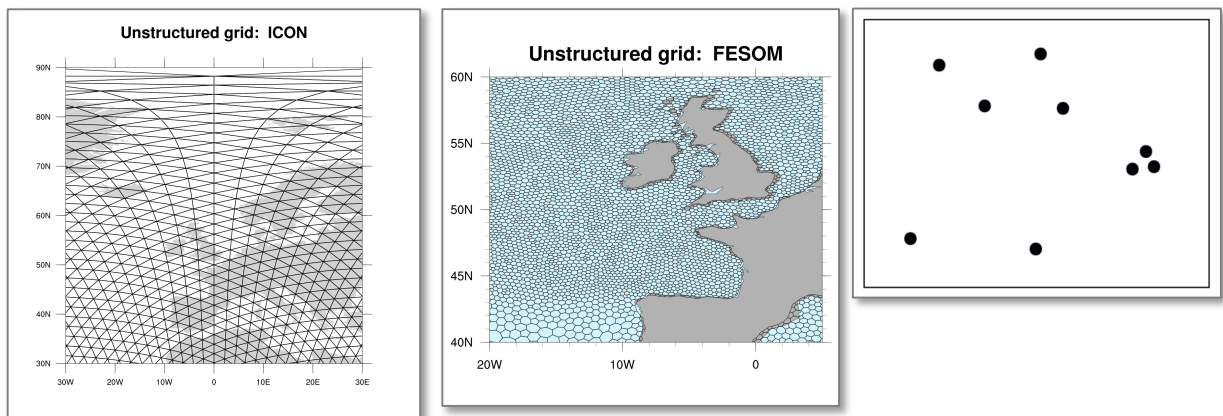 Unstructured grid:  ICON
90N
80N
70N
60N
50N
40N
30N
30W 20W 10W 0 10E 20E 30E
Unstructured grid:  FESOM
60N
55N
50N
45N
40N
20W 10W 0